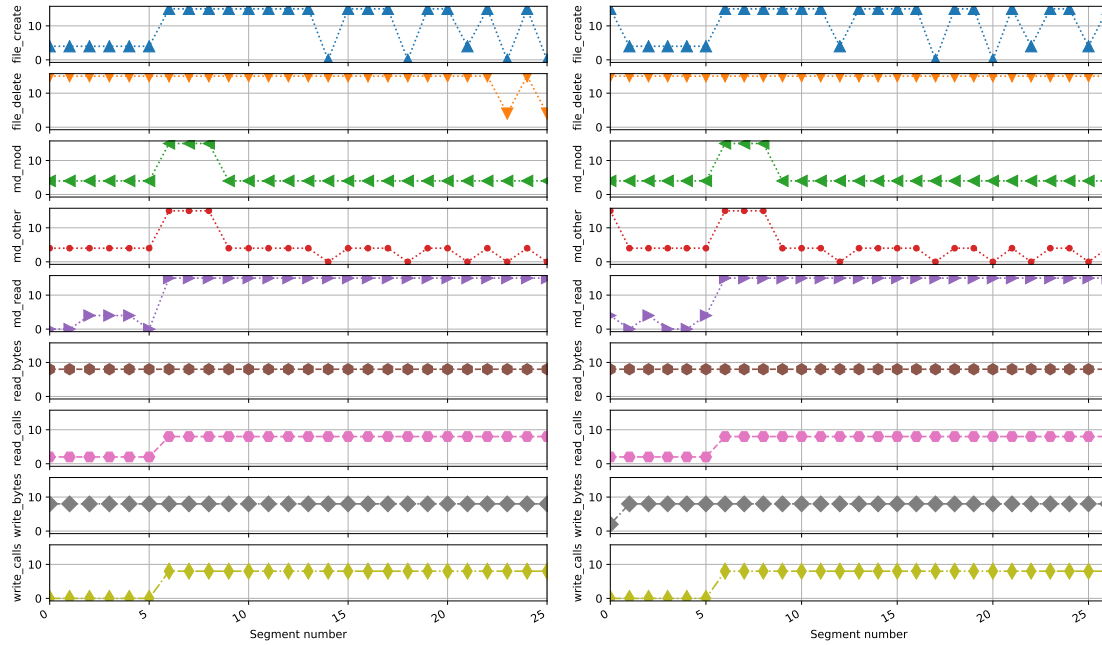 file_create
10
0
file_create
10
0
file_delete
10
0
file_delete
10
0
md_mod
10
0
md_mod
10
0
md_other
10
0
md_other
10
0
md_read
10
0
md_read
10
0
read_bytes
10
0
read_bytes
10
0
read_calls
10
0
read_calls
10
0
write_bytes
10
0
write_bytes
10
0
write_calls
10
0
write_calls
10
0
0 5 10 15 20 25
0 5 10 15 20 25
Segment number
Segment number